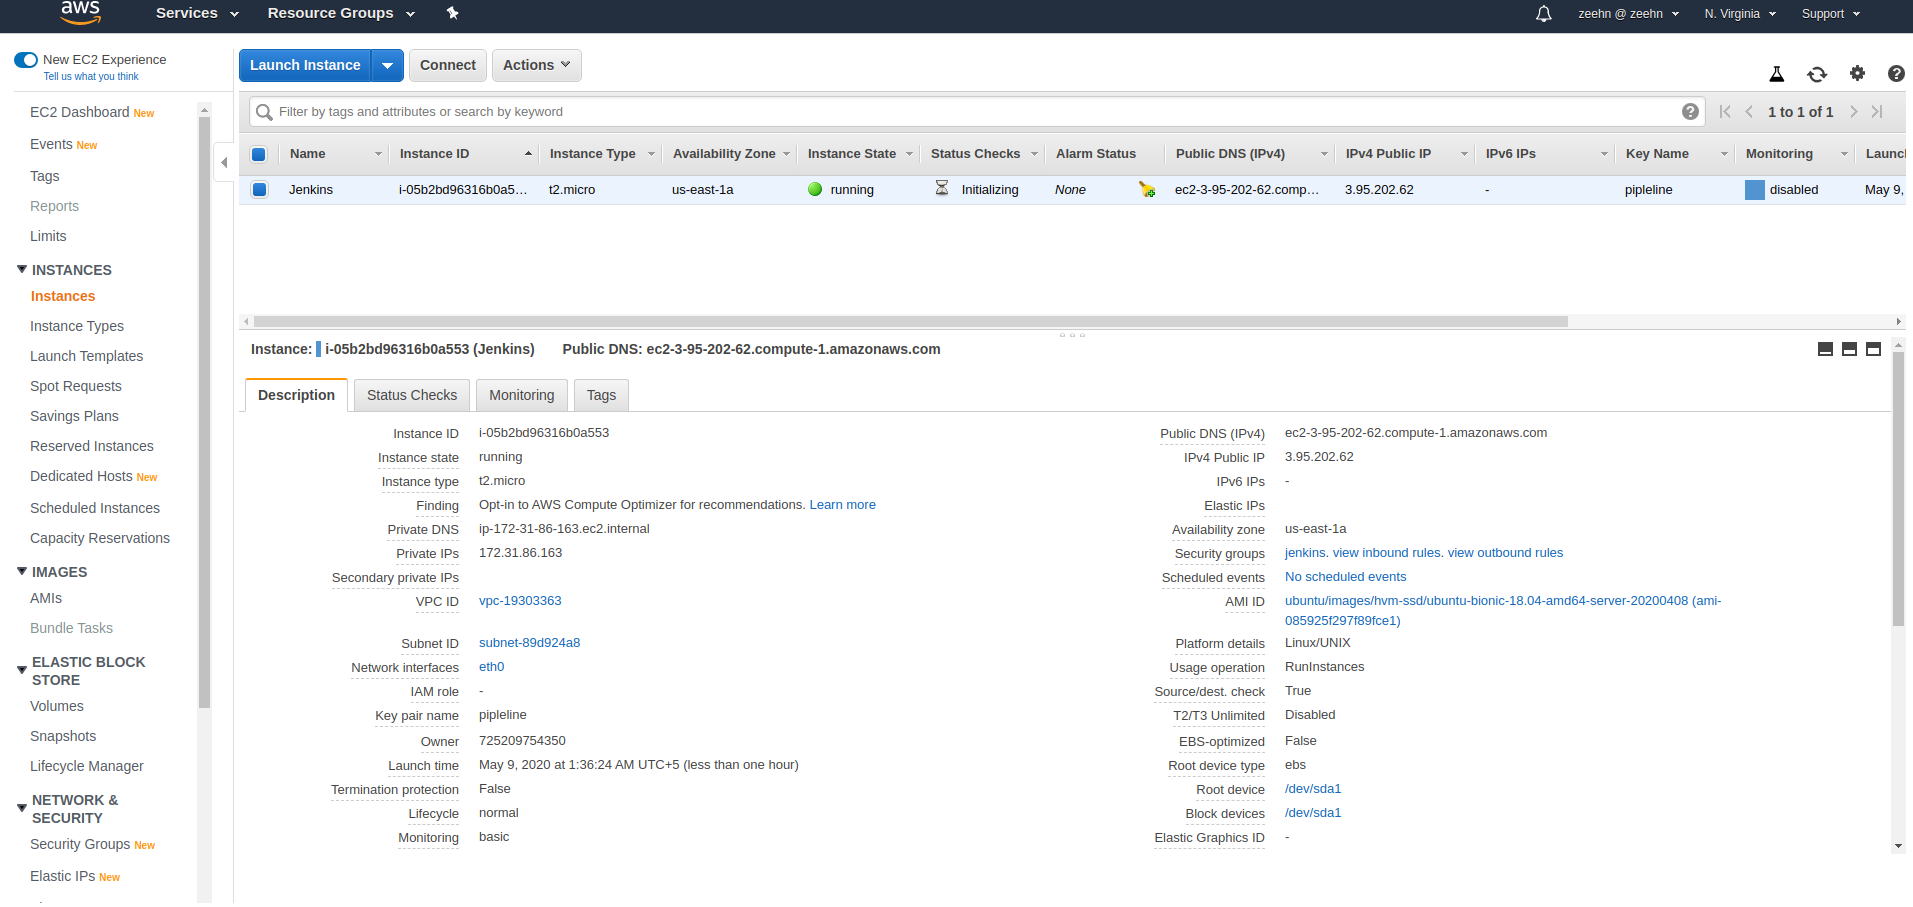 aws Services Resource Groups zeehn @ zeehn N. Virginia Support
New EC2 Experience
Tell us what you think
EC2 Dashboard New
Events New
Tags
Reports
Limits
INSTANCES
Instances
Instance Types
Launch Templates
Spot Requests
Savings Plans
Reserved Instances
Dedicated Hosts New
Scheduled Instances
Capacity Reservations
IMAGES
AMIs
Bundle Tasks
ELASTIC BLOCK
STORE
Volumes
Snapshots
Lifecycle Manager
NETWORK &
SECURITY
Security Groups New
Elastic IPs New
Launch Instance Connect Actions
Filter by tags and attributes or search by keyword 1 to 1 of 1
Name Instance ID Instance Type Availability Zone Instance State Status Checks Alarm Status Public DNS (IPv4) IPv4 Public IP IPv6 IPs Key Name Monitoring Launc
Jenkins i-05b2bd96316b0a5... t2.micro us-east-1a running Initializing None ec2-3-95-202-62.comp... 3.95.202.62 - pipleline disabled May 9,
Instance: i-05b2bd96316b0a553 (Jenkins) Public DNS: ec2-3-95-202-62.compute-1.amazonaws.com
Description Status Checks Monitoring Tags
Instance ID i-05b2bd96316b0a553
Instance state running
Instance type t2.micro
Finding Opt-in to AWS Compute Optimizer for recommendations. Learn more
Private DNS ip-172-31-86-163.ec2.internal
Private IPs 172.31.86.163
Secondary private IPs
VPC ID vpc-19303363
Subnet ID subnet-89d924a8
Network interfaces eth0
IAM role -
Key pair name pipleline
Owner 725209754350
Launch time May 9, 2020 at 1:36:24 AM UTC+5 (less than one hour)
Termination protection False
Lifecycle normal
Monitoring basic
Public DNS (IPv4) ec2-3-95-202-62.compute-1.amazonaws.com
IPv4 Public IP 3.95.202.62
IPv6 IPs -
Elastic IPs
Availability zone us-east-1a
Security groups jenkins. view inbound rules. view outbound rules
Scheduled events No scheduled events
AMI ID ubuntu/images/hvm-ssd/ubuntu-bionic-18.04-amd64-server-20200408 (ami-
085925f297f89fce1)
Platform details Linux/UNIX
Usage operation RunInstances
Source/dest. check True
T2/T3 Unlimited Disabled
EBS-optimized False
Root device type ebs
Root device /dev/sda1
Block devices /dev/sda1
Elastic Graphics ID -